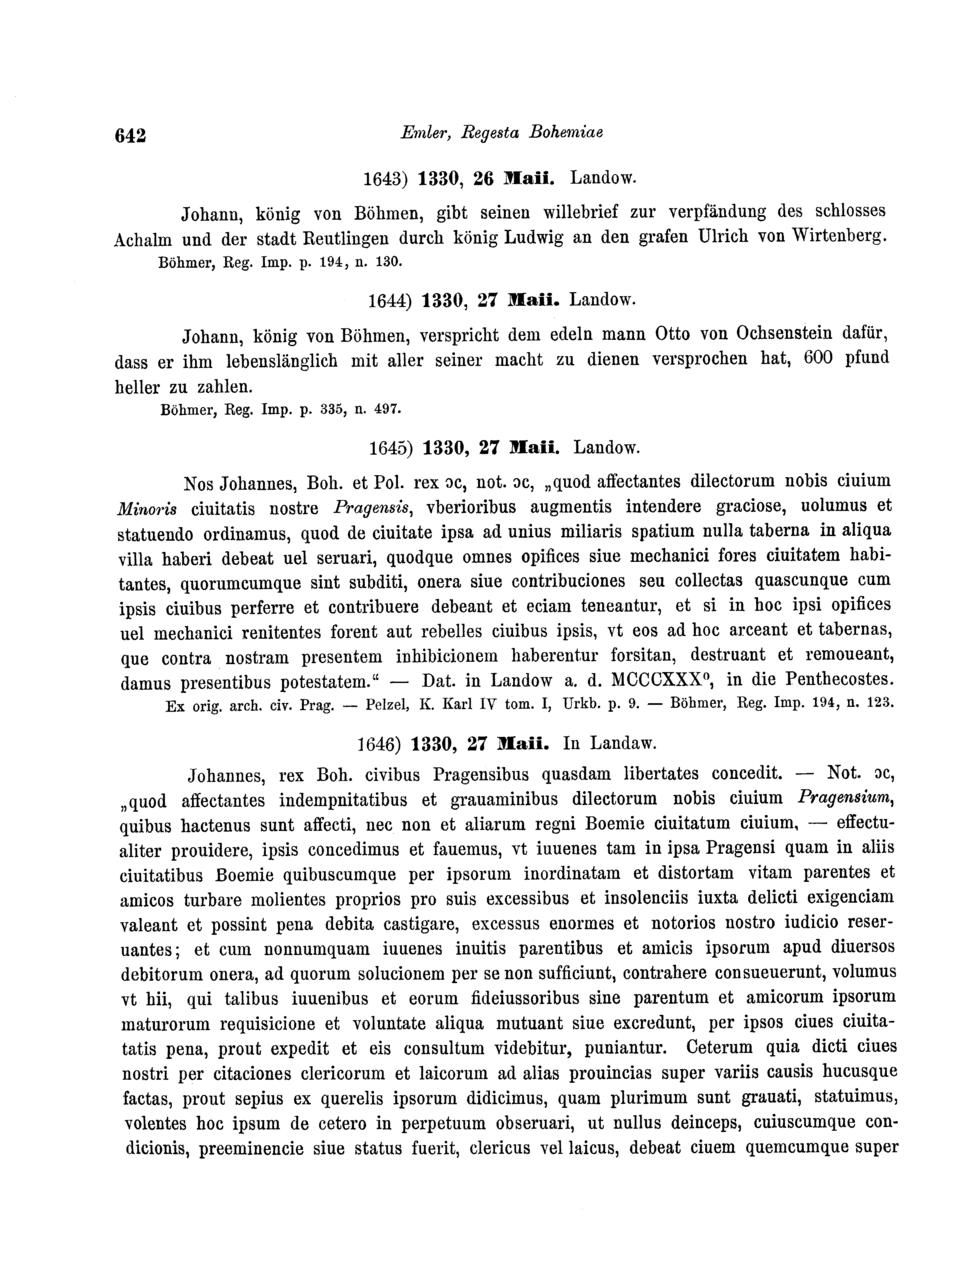 642
Emler, Regesta Bohemiae
1643) 1330, 26 Maii. Landow.
Johann, könig von Böhmen, gibt seinen willebrief zur verpfändung des schlosses
Achalm und der stadt Reutlingen durch könig Ludwig an den grafen Ulrich von Wirtenberg.
Böhmer, Reg. Imp. p. 194, n. 130.
1644) 1330, 27 Maii. Landow.
Johann, könig von Böhmen, verspricht dem edeln mann Otto von Ochsenstein dafür,
dass er ihm lebenslänglich mit aller seiner macht zu dienen versprochen hat, 600 pfund
heller zu zahlen.
Böhmer, Reg. Imp. p. 335, n. 497.
1645) 1330, 27 Maii. Landow.
Nos Johannes, Boh. et Pol. rex ɔc, not. ɔc, „quod affectantes dilectorum nobis ciuium
Minoris ciuitatis nostre Pragensis, vberioribus augmentis intendere graciose, uolumus et
statuendo ordinamus, quod de ciuitate ipsa ad unius miliaris spatium nulla taberna in aliqua
villa haberi debeat uel seruari, quodque omnes opifices siue mechanici fores ciuitatem habi-
tantes, quorumcumque sint subditi, onera siue contribuciones seu collectas quascunque cum
ipsis ciuibus perferre et contribuere debeant et eciam teneantur, et si in hoc ipsi opifices
uel mechanici renitentes forent aut rebelles ciuibus ipsis, vt eos ad hoc arceant et tabernas,
que contra nostram presentem inhibicionem haberentur forsitan, destruant et remoueant,
damus presentibus potestatem.“ — Dat. in Landow a. d. MCCCXXX⁰, in die Penthecostes.
Ex orig. arch. civ. Prag. — Pelzel, K. Karl IV tom. I, Urkb. p. 9. — Böhmer, Reg. Imp. 194, n. 123.
1646) 1330, 27 Maii. In Landaw.
Johannes, rex Boh. civibus Pragensibus quasdam libertates concedit. — Not. ɔc,
„quod affectantes indempnitatibus et grauaminibus dilectorum nobis ciuium Pragensium,
quibus hactenus sunt affecti, nec non et aliarum regni Boemie ciuitatum ciuium, — effectu-
aliter prouidere, ipsis concedimus et fauemus, vt iuuenes tam in ipsa Pragensi quam in aliis
ciuitatibus Boemie quibuscumque per ipsorum inordinatam et distortam vitam parentes et
amicos turbare molientes proprios pro suis excessibus et insolenciis iuxta delicti exigenciam
valeant et possint pena debita castigare, excessus enormes et notorios nostro iudicio reser-
uantes; et cum nonnumquam iuuenes inuitis parentibus et amicis ipsorum apud diuersos
debitorum onera, ad quorum solucionem per se non sufficiunt, contrahere consueuerunt, volumus
vt hii, qui talibus iuuenibus et eorum fideiussoribus sine parentum et amicorum ipsorum
maturorum requisicione et voluntate aliqua mutuant siue excredunt, per ipsos ciues ciuita-
tatis pena, prout expedit et eis consultum videbitur, puniantur. Ceterum quia dicti ciues
nostri per citaciones clericorum et laicorum ad alias prouincias super variis causis hucusque
factas, prout sepius ex querelis ipsorum didicimus, quam plurimum sunt grauati, statuimus,
volentes hoc ipsum de cetero in perpetuum obseruari, ut nullus deinceps, cuiuscumque con-
dicionis, preeminencie siue status fuerit, clericus vel laicus, debeat ciuem quemcumque super